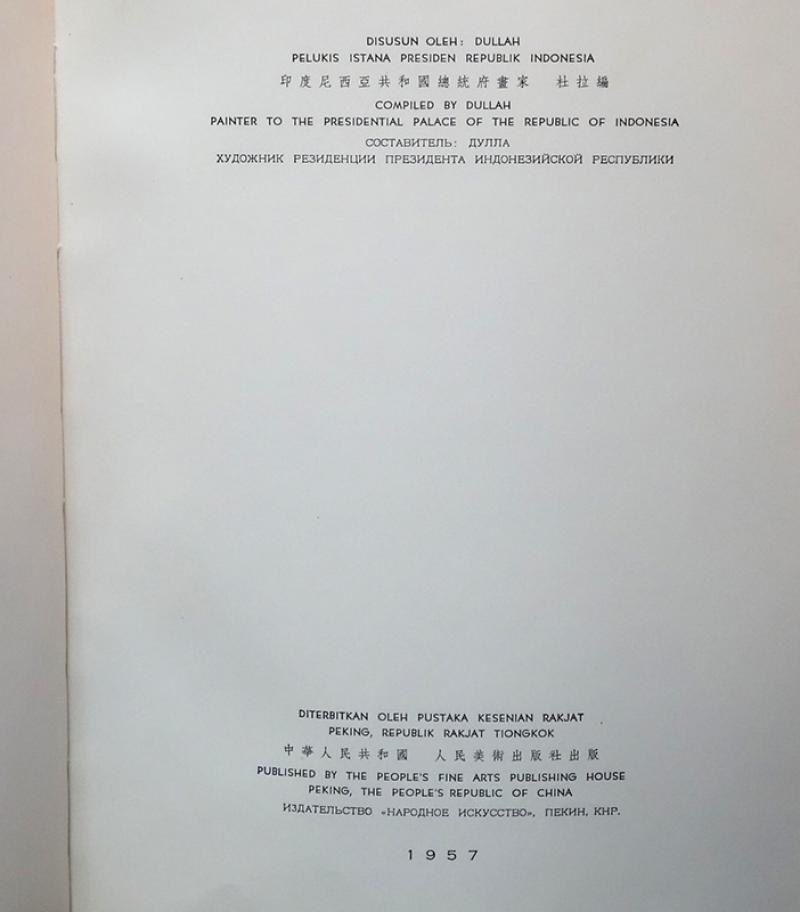 DISUSUN OLEH: DULLAH
PELUKIS ISTANA PRESIDEN REPUBLIK INDONESIA
印度尼西亞共和國總統府畫家 杜拉編
COMPILED BY DULLAH
PAINTER TO THE PRESIDENTIAL PALACE OF THE REPUBLIC OF INDONESIA
СОСТАВИТЕЛЬ: ДУЛЛА
ХУДОЖНИК РЕЗИДЕНЦИИ ПРЕЗИДЕНТА ИНДОНЕЗИЙСКОЙ РЕСПУБЛИКИ
DITERBITKAN OLEH PUSTAKA KESENIAN RAKJAT
PEKING, REPUBLIK RAKJAT TIONGKOK
中華人民共和國 人民美術出版社出版
PUBLISHED BY THE PEOPLE'S FINE ARTS PUBLISHING HOUSE
PEKING, THE PEOPLE'S REPUBLIC OF CHINA
ИЗДАТЕЛЬСТВО «НАРОДНОЕ ИСКУССТВО», ПЕКИН, КНР.
1957